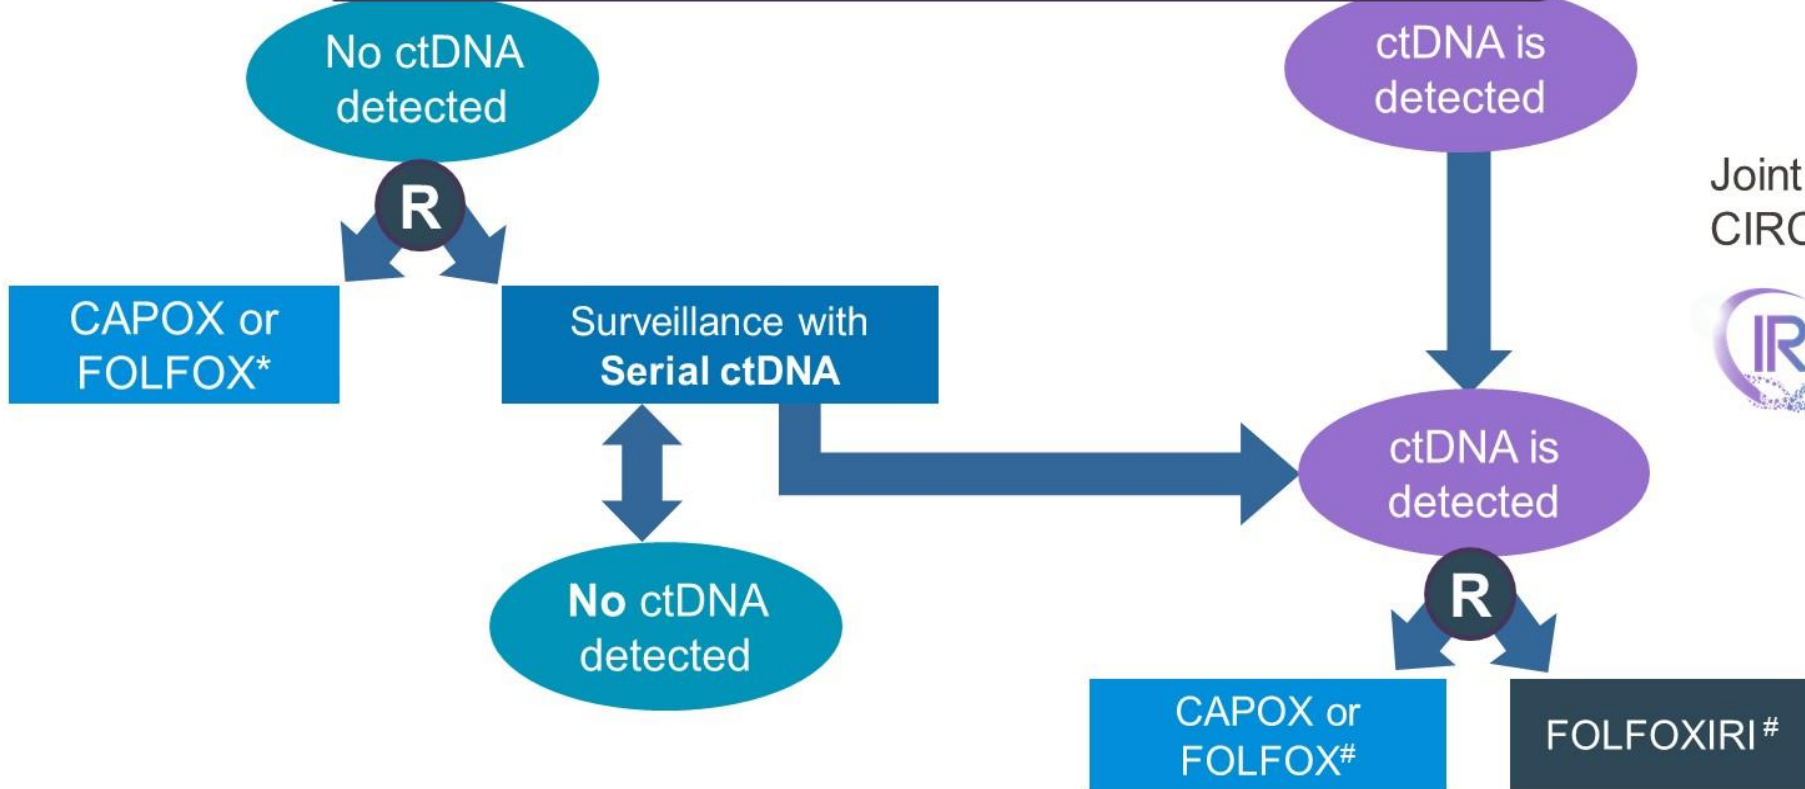 No ctDNA
detected
ctDNA is
detected
R
Joint
CAPOX or
FOLFOX*
Surveillance with
Serial ctDNA
IR
ctDNA is
detected
No ctDNA
detected
R
CAPOX or
FOLFOX#
FOLFOXIRI#